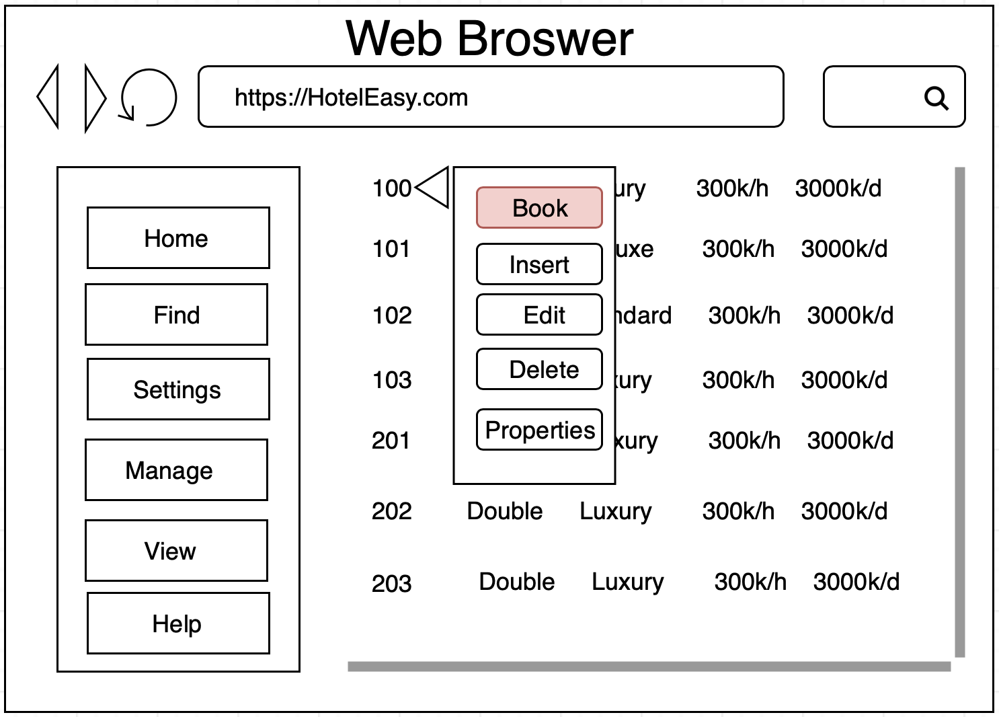 Web Broswer
https://HotelEasy.com
Home
Find
Settings
Manage
View
Help
100 ury 300k/h 3000k/d
101 uxe 300k/h 3000k/d
102 ndard 300k/h 3000k/d
103 xury 300k/h 3000k/d
201 xury 300k/h 3000k/d
202 Double Luxury 300k/h 3000k/d
203 Double Luxury 300k/h 3000k/d
Book
Insert
Edit
Delete
Properties